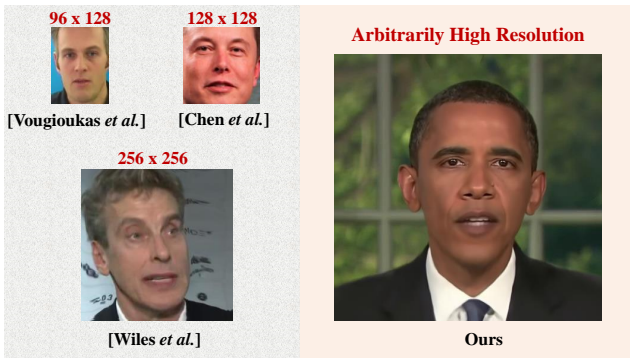 96 x 128
128 x 128
[Vougioukas et al.]
[Chen et al.]
256 x 256
[Wiles et al.]
Arbitrarily High Resolution
Ours